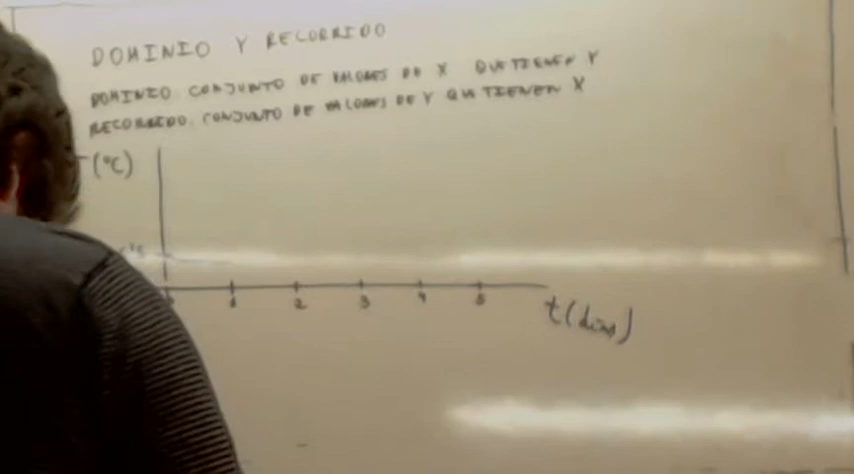 DOMINIO Y RECORRIDO
DOMINIO: CONJUNTO DE VALORES DE X QUE TIENEN Y
RECORRIDO: CONJUNTO DE VALORES DE Y QUE TIENEN X
T (°C)
1 2 3 4 5
t (días)